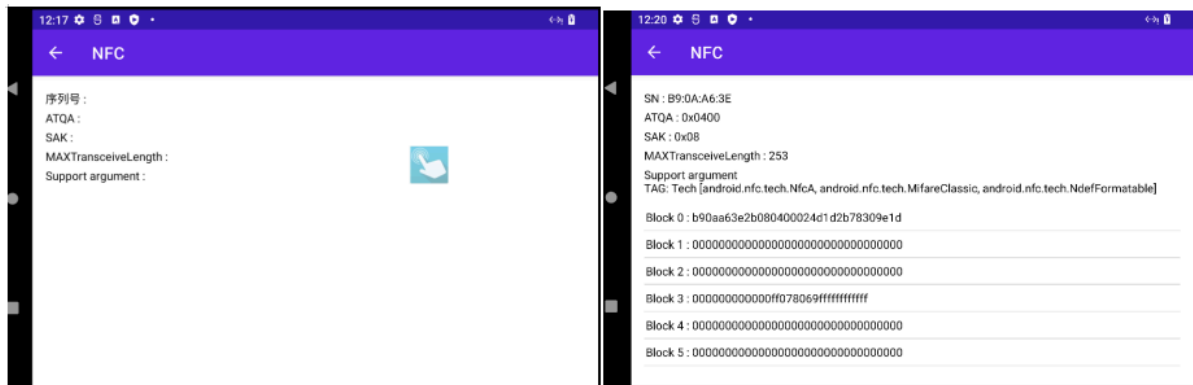 12:17
NFC
序列号 :
ATQA :
SAK :
MAXTransceiveLength :
Support argument :
12:20
NFC
SN : B9:0A:A6:3E
ATQA : 0x0400
SAK : 0x08
MAXTransceiveLength : 253
Support argument
TAG: Tech [android.nfc.tech.NfcA, android.nfc.tech.MifareClassic, android.nfc.tech.NdefFormatable]
Block 0 : b90aa63e2b080400024d1d2b78309e1d
Block 1 : 00000000000000000000000000000000
Block 2 : 00000000000000000000000000000000
Block 3 : 000000000000ff078069ffffffffffff
Block 4 : 00000000000000000000000000000000
Block 5 : 00000000000000000000000000000000